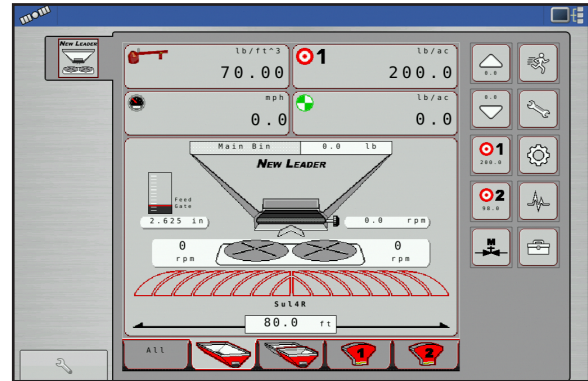 NEW LEADER
lb/ft^3
70.00
1
lb/ac
200.0
mph
0.0
lb/ac
0.0
Main Bin 0.0 lb
NEW LEADER
Feed
Gate
2.625 in
0.0 rpm
0
rpm
0
rpm
Sul4R
80.0 ft
All
1
2
0.0
0.0
1
200.0
2
90.0
M